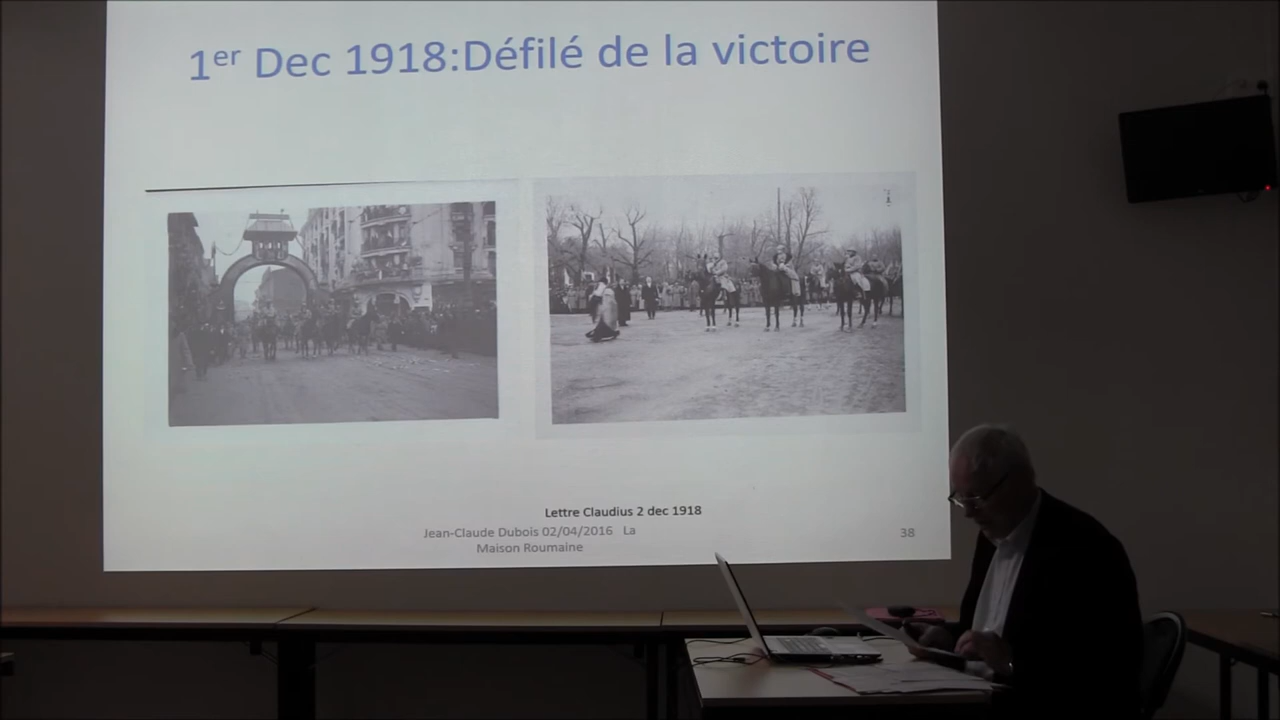 1er Dec 1918:Défilé de la victoire
Lettre Claudius 2 dec 1918
Jean-Claude Dubois 02/04/2016 La
Maison Roumaine
38